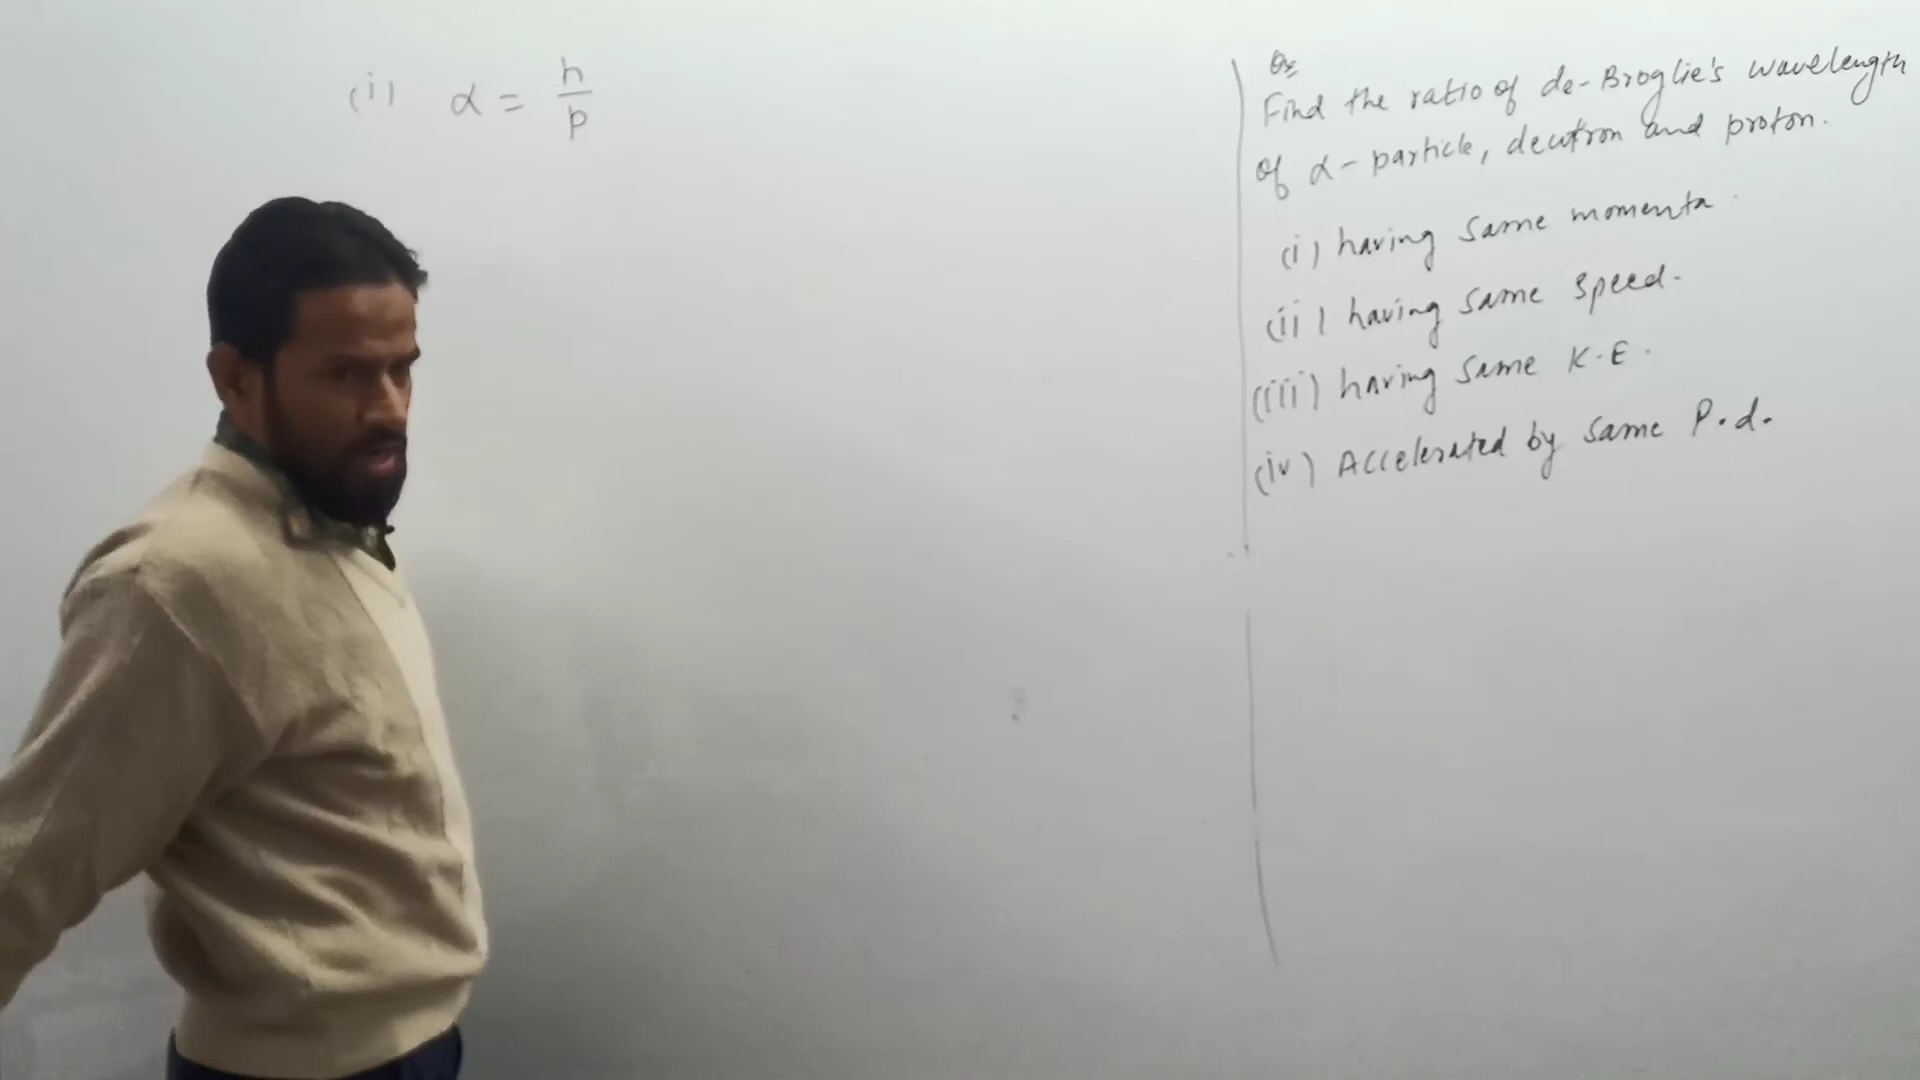 (i) α = h/p
Qs
Find the ratio of de-Broglie's wavelength
of α-particle, deutron and proton.
(i) having same momenta.
(ii) having same speed.
(iii) having same K.E.
(iv) Accelerated by same P.d.